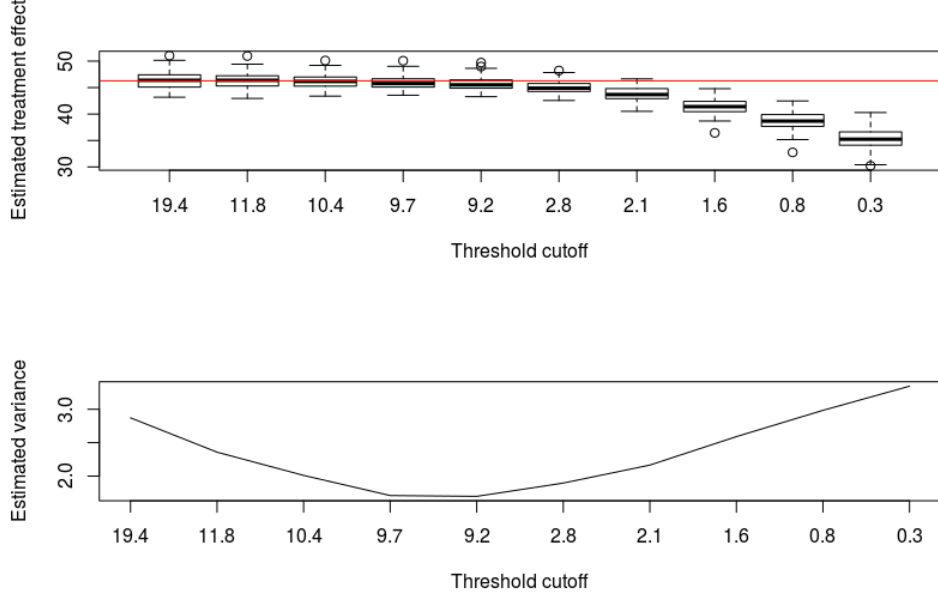 Estimated treatment effect
50
40
30
19.4 11.8 10.4 9.7 9.2 2.8 2.1 1.6 0.8 0.3
Threshold cutoff
Estimated variance
3.0
2.0
19.4 11.8 10.4 9.7 9.2 2.8 2.1 1.6 0.8 0.3
Threshold cutoff